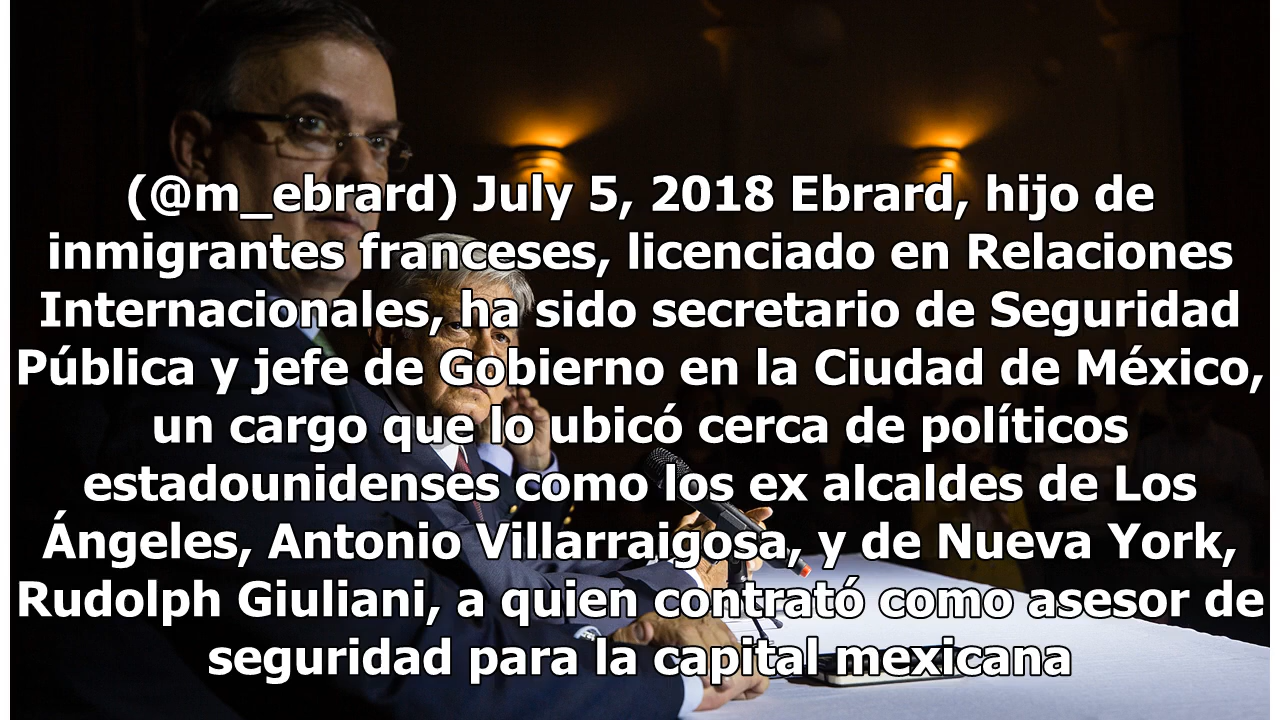 (@m_ebrard) July 5, 2018 Ebrard, hijo de
inmigrantes franceses, licenciado en Relaciones
Internacionales, ha sido secretario de Seguridad
Pública y jefe de Gobierno en la Ciudad de México,
un cargo que lo ubicó cerca de políticos
estadounidenses como los ex alcaldes de Los
Ángeles, Antonio Villarraigosa, y de Nueva York,
Rudolph Giuliani, a quien contrató como asesor de
seguridad para la capital mexicana